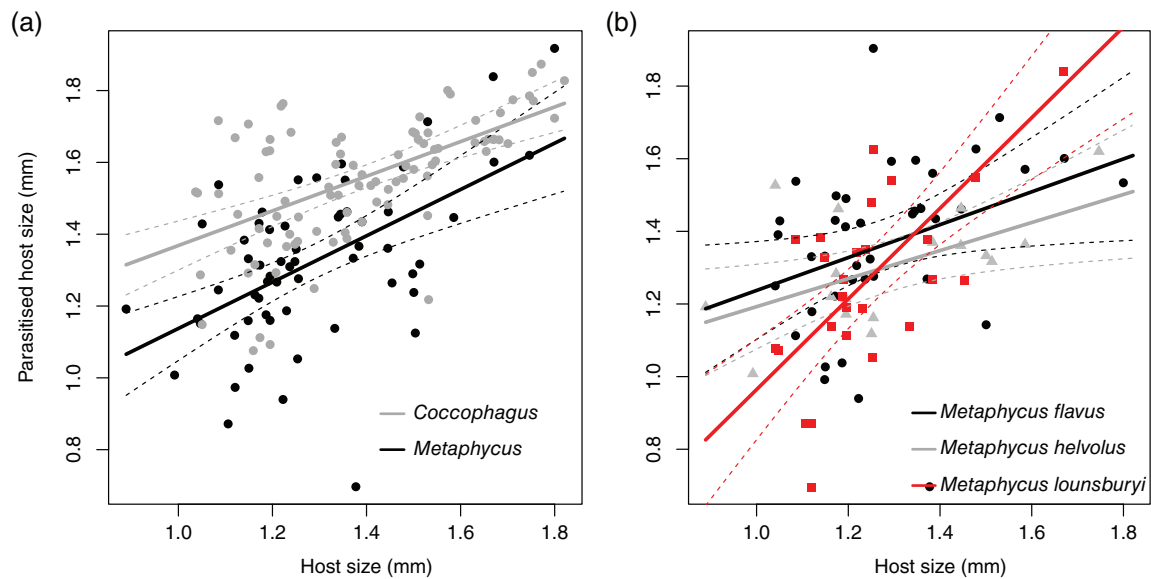 (a)
(b)
Parasitised host size (mm)
1.8
1.6
1.4
1.2
1.0
0.8
Coccophagus
Metaphycus
1.0 1.2 1.4 1.6 1.8
Host size (mm)
1.8
1.6
1.4
1.2
1.0
0.8
Metaphycus flavus
Metaphycus helvolus
Metaphycus lounsburyi
1.0 1.2 1.4 1.6 1.8
Host size (mm)